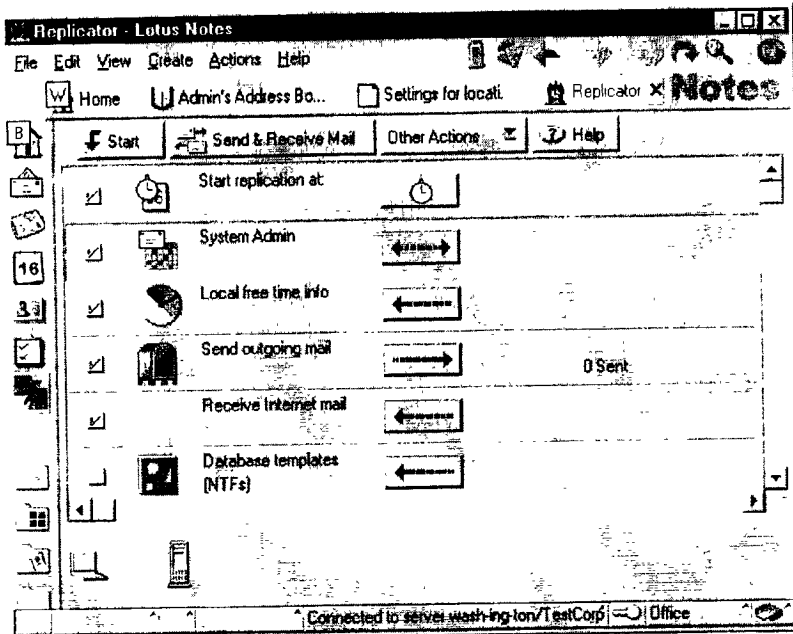 Replicator - Lotus Notes
File Edit View Create Actions Help
Home Admin's Address Bo... Settings for locati. Replicator Notes
Start Send & Receive Mail Other Actions Help
Start replication at:
System Admin
Local free time info
Send outgoing mail 0 Sent
Receive Internet mail
Database templates
(NTFs)
16
Connected to server wash-ing-ton/TestCorp Office